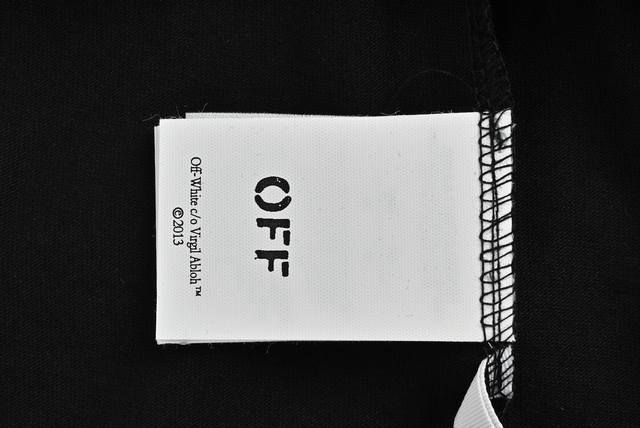 OFF
Off-White c/o Virgil Abloh™
©2013